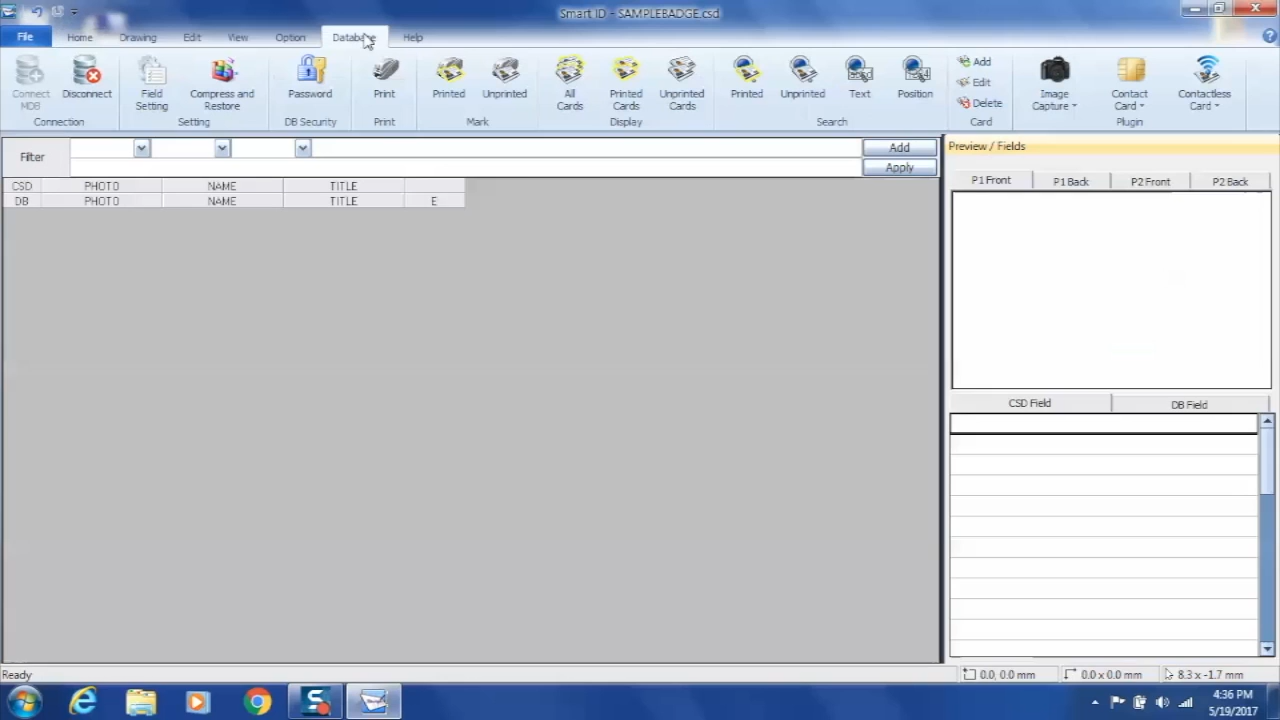 Smart ID - SAMPLEBADGE.csd
File Home Drawing Edit View Option Database Help
Connect MDB
Disconnect
Connection
Field Setting
Compress and Restore
Setting
Password
DB Security
Print
Print
Printed
Unprinted
Mark
All Cards
Printed Cards
Unprinted Cards
Display
Printed
Unprinted
Text
Position
Search
Add
Edit
Delete
Card
Image Capture
Contact Card
Contactless Card
Plugin
Filter
Add
Apply
CSD PHOTO NAME TITLE
DB PHOTO NAME TITLE E
Preview / Fields
P1 Front P1 Back P2 Front P2 Back
CSD Field DB Field
Ready
0.0, 0.0 mm 0.0 x 0.0 mm 8.3 x -1.7 mm
4:36 PM
5/19/2017